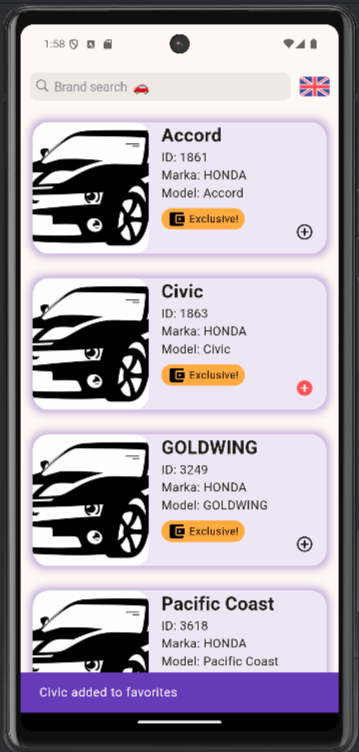 1:58
Brand search
Accord
ID: 1861
Marka: HONDA
Model: Accord
Exclusive!
Civic
ID: 1863
Marka: HONDA
Model: Civic
Exclusive!
GOLDWING
ID: 3249
Marka: HONDA
Model: GOLDWING
Exclusive!
Pacific Coast
ID: 3618
Marka: HONDA
Model: Pacific Coast
Civic added to favorites